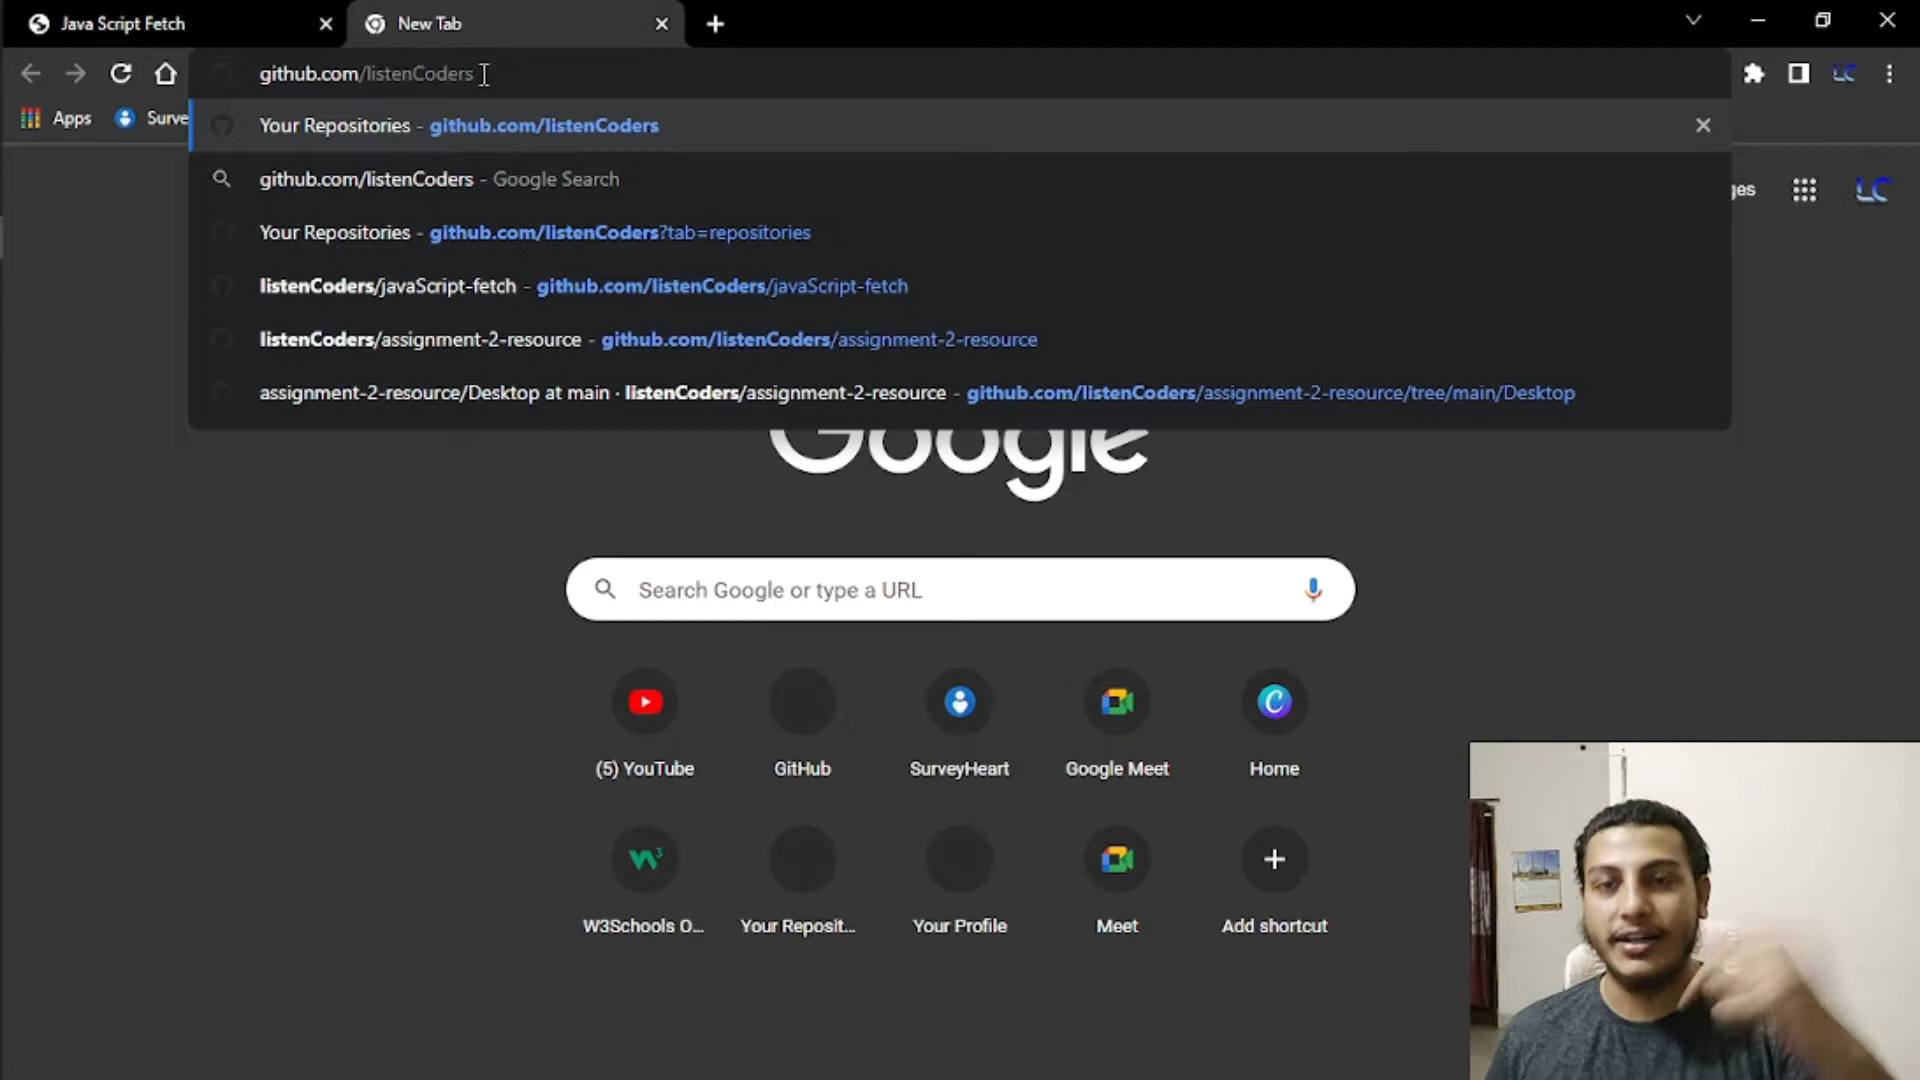 Java Script Fetch
New Tab
github.com/listenCoders
Apps
Surve
Your Repositories - github.com/listenCoders
github.com/listenCoders - Google Search
Your Repositories - github.com/listenCoders?tab=repositories
listenCoders/javaScript-fetch - github.com/listenCoders/javaScript-fetch
listenCoders/assignment-2-resource - github.com/listenCoders/assignment-2-resource
assignment-2-resource/Desktop at main · listenCoders/assignment-2-resource - github.com/listenCoders/assignment-2-resource/tree/main/Desktop
ges
LC
Google
Search Google or type a URL
(5) YouTube
GitHub
SurveyHeart
Google Meet
Home
W3Schools O...
Your Reposit...
Your Profile
Meet
Add shortcut